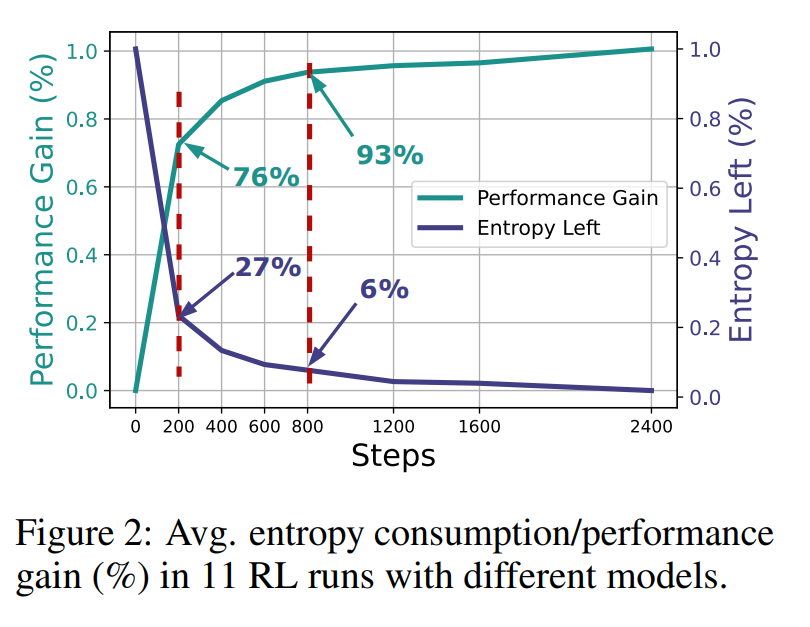 Performance Gain (%)
1.0
0.8
0.6
0.4
0.2
0.0
76%
93%
27%
6%
Performance Gain
Entropy Left
1.0
0.8
0.6
0.4
0.2
0.0
Entropy Left (%)
0 200 400 600 800 1200 1600 2400
Steps
Figure 2: Avg. entropy consumption/performance
gain (%) in 11 RL runs with different models.